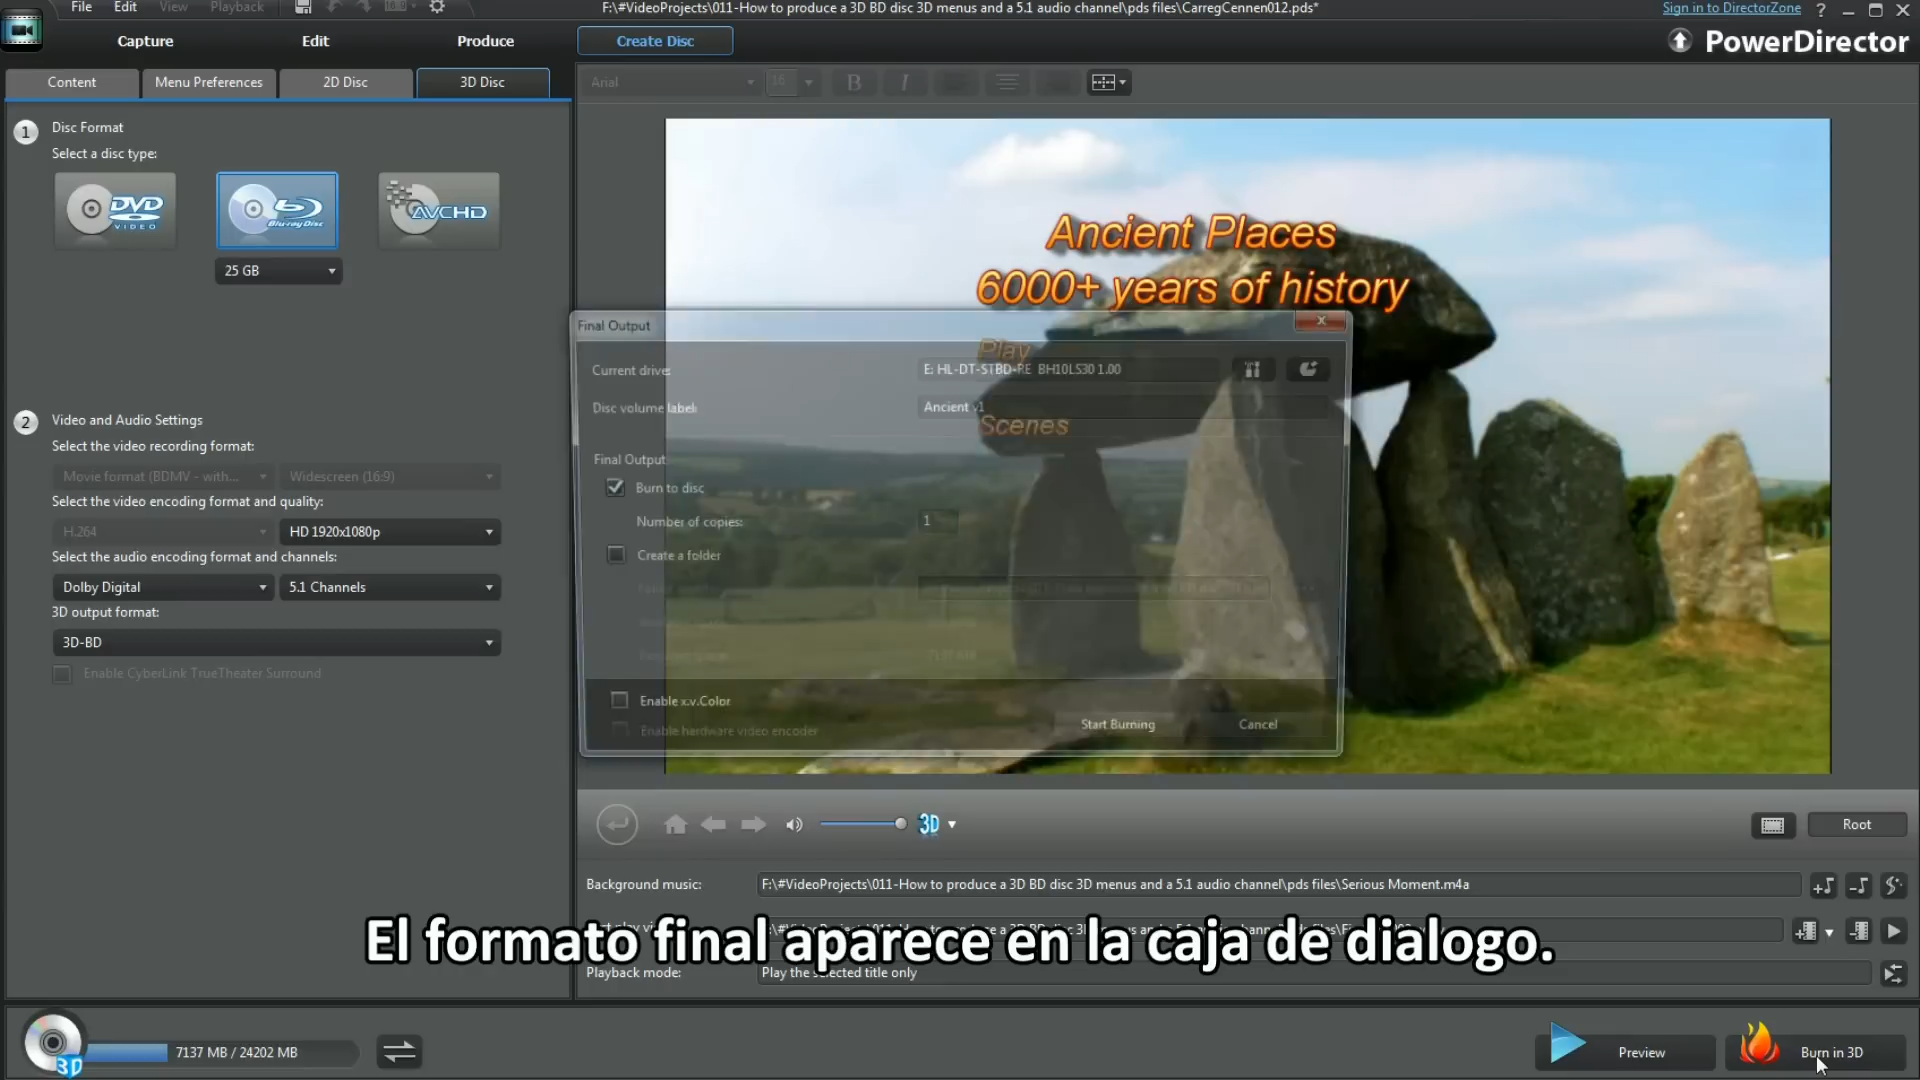 File Edit View Playback
F:\#VideoProjects\011-How to produce a 3D BD disc 3D menus and a 5.1 audio channel\pds files\CarregCennen012.pds*
Sign in to DirectorZone ?
Capture Edit Produce Create Disc
PowerDirector
Content Menu Preferences 2D Disc 3D Disc
Arial 16 B I
1 Disc Format
Select a disc type:
DVD VIDEO Blu-ray Disc AVCHD
25 GB
Ancient Places
6000+ years of history
Play
Scenes
Final Output
Current drive: E: HL-DT-STBD-RE BH10LS30 1.00
Disc volume label: Ancient v1
Final Output
Burn to disc
Number of copies: 1
Create a folder
Enable x.v.Color
Enable hardware video encoder
Start Burning Cancel
2 Video and Audio Settings
Select the video recording format:
Movie format (BDMV - with... Widescreen (16:9)
Select the video encoding format and quality:
H.264 HD 1920x1080p
Select the audio encoding format and channels:
Dolby Digital 5.1 Channels
3D output format:
3D-BD
Enable CyberLink TrueTheater Surround
3D Root
Background music: F:\#VideoProjects\011-How to produce a 3D BD disc 3D menus and a 5.1 audio channel\pds files\Serious Moment.m4a
El formato final aparece en la caja de dialogo.
Playback mode: Play the selected title only
3D 7137 MB / 24202 MB
Preview Burn in 3D